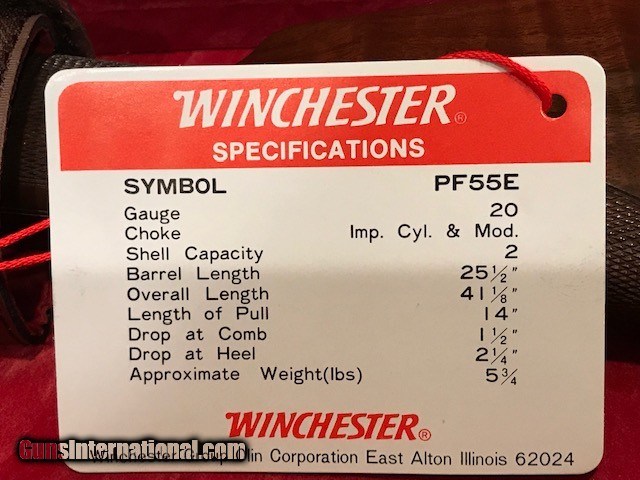 WINCHESTER®
SPECIFICATIONS
SYMBOL PF55E
Gauge 20
Choke Imp. Cyl. & Mod.
Shell Capacity 2
Barrel Length 25½"
Overall Length 41⅛"
Length of Pull 14"
Drop at Comb 1½"
Drop at Heel 2¼"
Approximate Weight(lbs) 5¾
WINCHESTER®
GunsInternational.com
Winchester Olin Corporation East Alton Illinois 62024